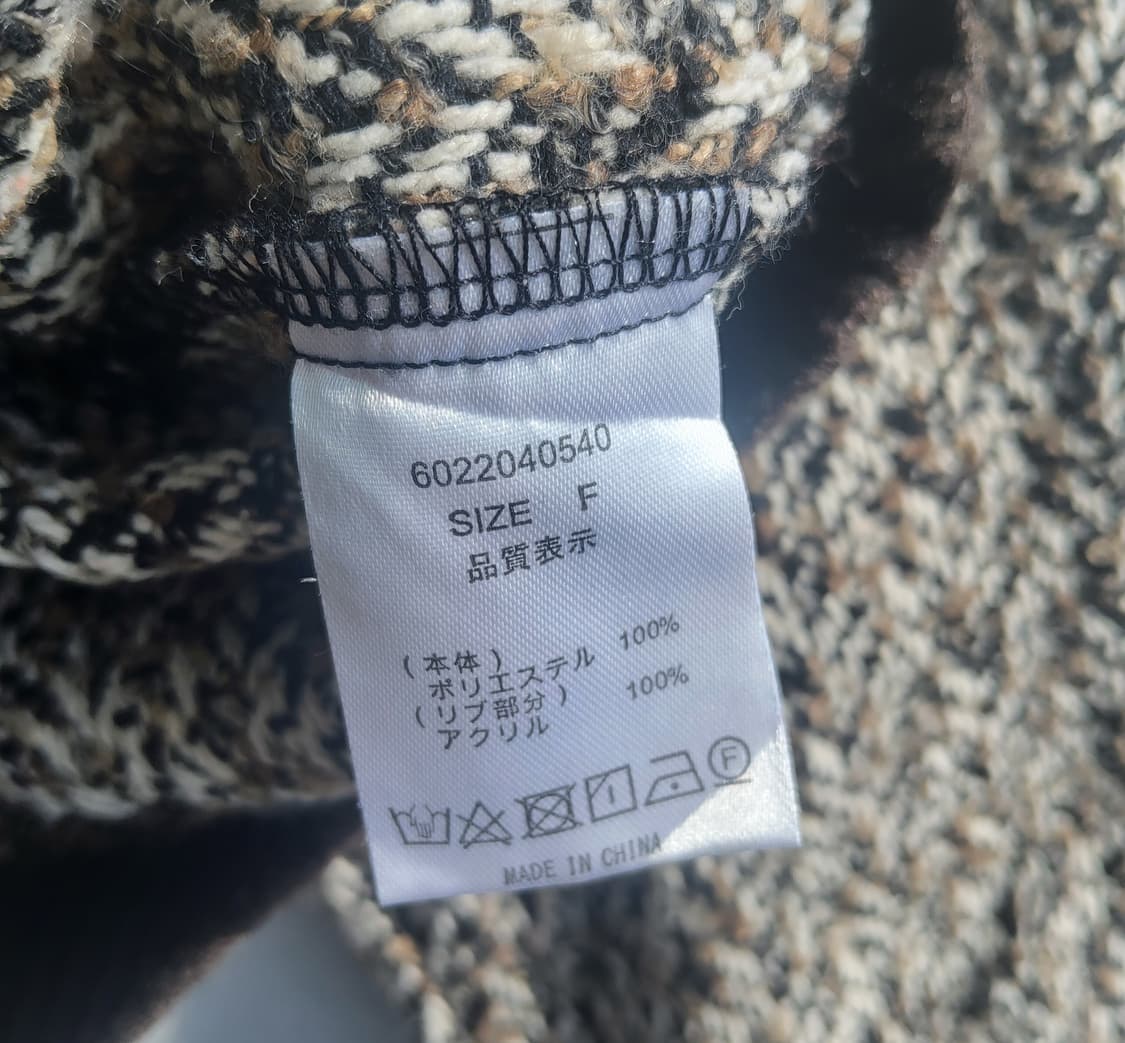 6022040540
SIZE F
品質表示
(本体)
ポリエステル 100%
(リブ部分)
アクリル 100%
F
MADE IN CHINA